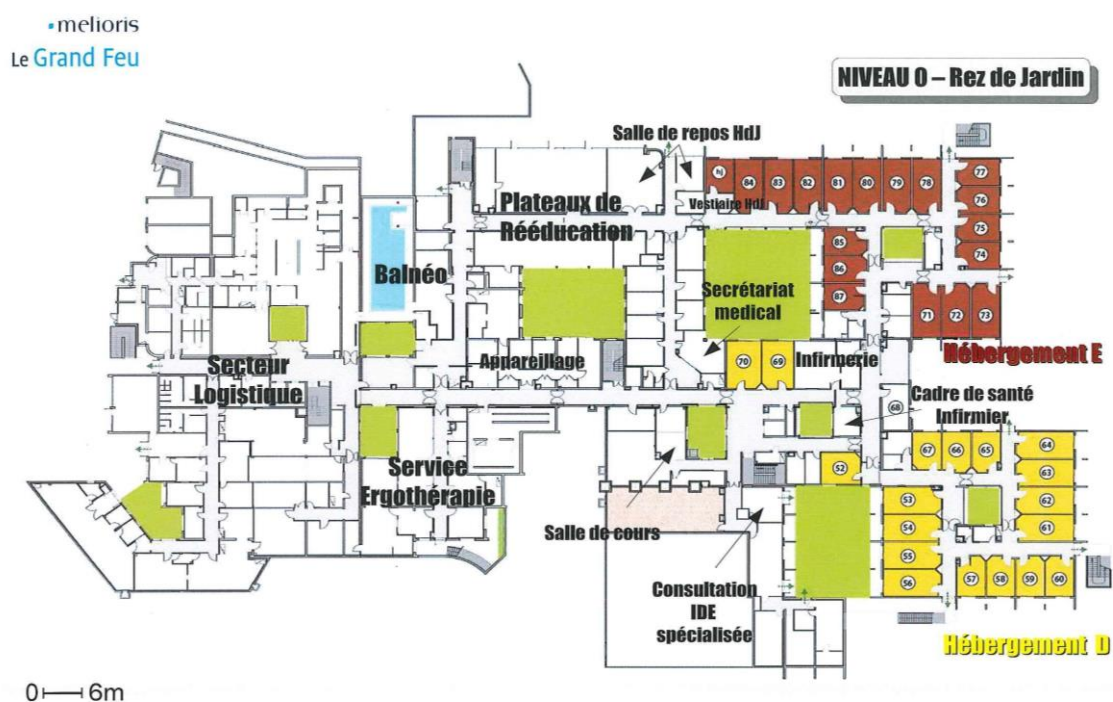 melioris
Le Grand Feu
NIVEAU 0 – Rez de Jardin
Salle de repos HdJ
hj
84
83
82
81
80
79
78
77
76
75
74
Vestiaire HdJ
Plateaux de
Rééducation
Balnéo
85
86
87
Secrétariat
medical
71
72
73
Hébergement E
Appareillage
70
69
Infirmerie
Secteur
Logistique
Cadre de santé
Infirmier
68
67
66
65
64
63
62
61
52
Service
Ergothérapie
53
54
55
56
Salle de cours
57
58
59
60
Consultation
IDE
spécialisée
Hébergement D
0 6m